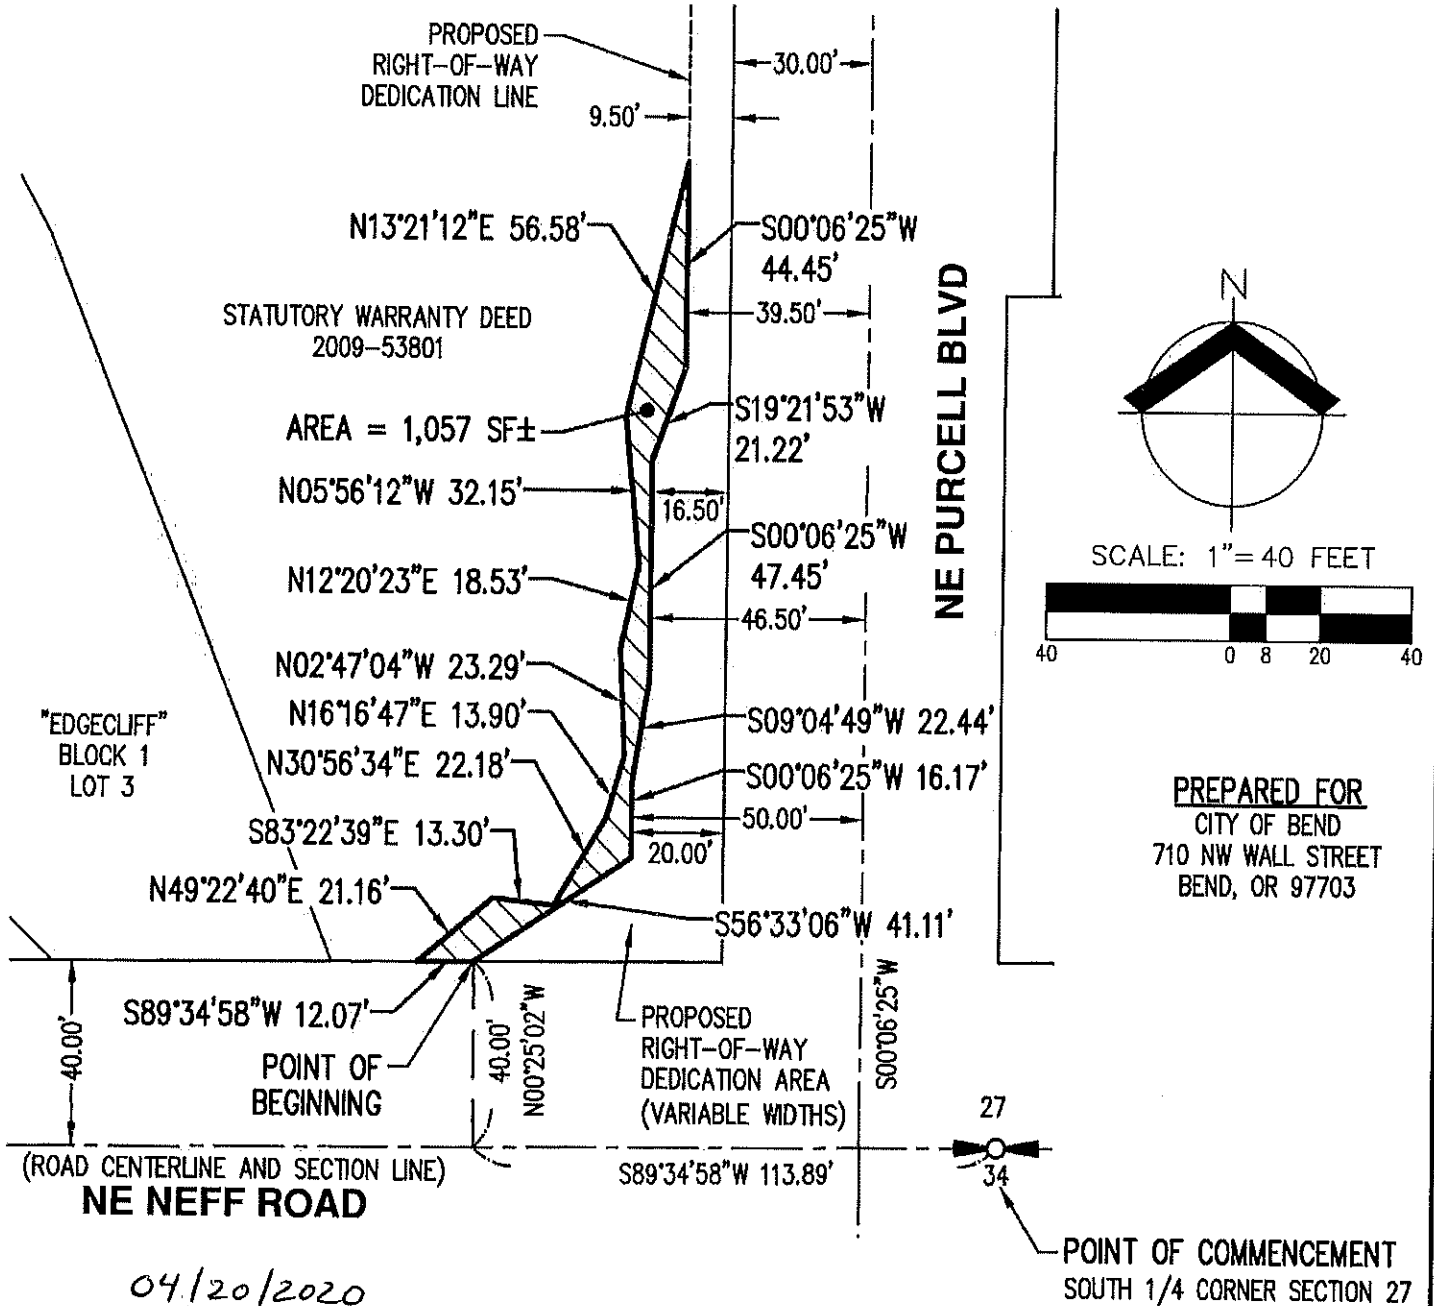 PROPOSED
RIGHT-OF-WAY
DEDICATION LINE
30.00'
9.50'
N13°21'12"E 56.58'
S00°06'25"W
44.45'
STATUTORY WARRANTY DEED
2009-53801
39.50'
AREA = 1,057 SF±
S19°21'53"W
21.22'
N05°56'12"W 32.15'
16.50'
S00°06'25"W
47.45'
N12°20'23"E 18.53'
46.50'
N02°47'04"W 23.29'
N16°16'47"E 13.90'
S09°04'49"W 22.44'
N30°56'34"E 22.18'
S00°06'25"W 16.17'
50.00'
S83°22'39"E 13.30'
20.00'
N49°22'40"E 21.16'
S56°33'06"W 41.11'
"EDGECLIFF"
BLOCK 1
LOT 3
NE PURCELL BLVD
N
SCALE: 1"= 40 FEET
40 0 8 20 40
PREPARED FOR
CITY OF BEND
710 NW WALL STREET
BEND, OR 97703
S89°34'58"W 12.07'
POINT OF
BEGINNING
40.00'
40.00'
N00°25'02"W
PROPOSED
RIGHT-OF-WAY
DEDICATION AREA
(VARIABLE WIDTHS)
S00°06'25"W
27
34
(ROAD CENTERLINE AND SECTION LINE)
NE NEFF ROAD
S89°34'58"W 113.89'
POINT OF COMMENCEMENT
SOUTH 1/4 CORNER SECTION 27
04/20/2020